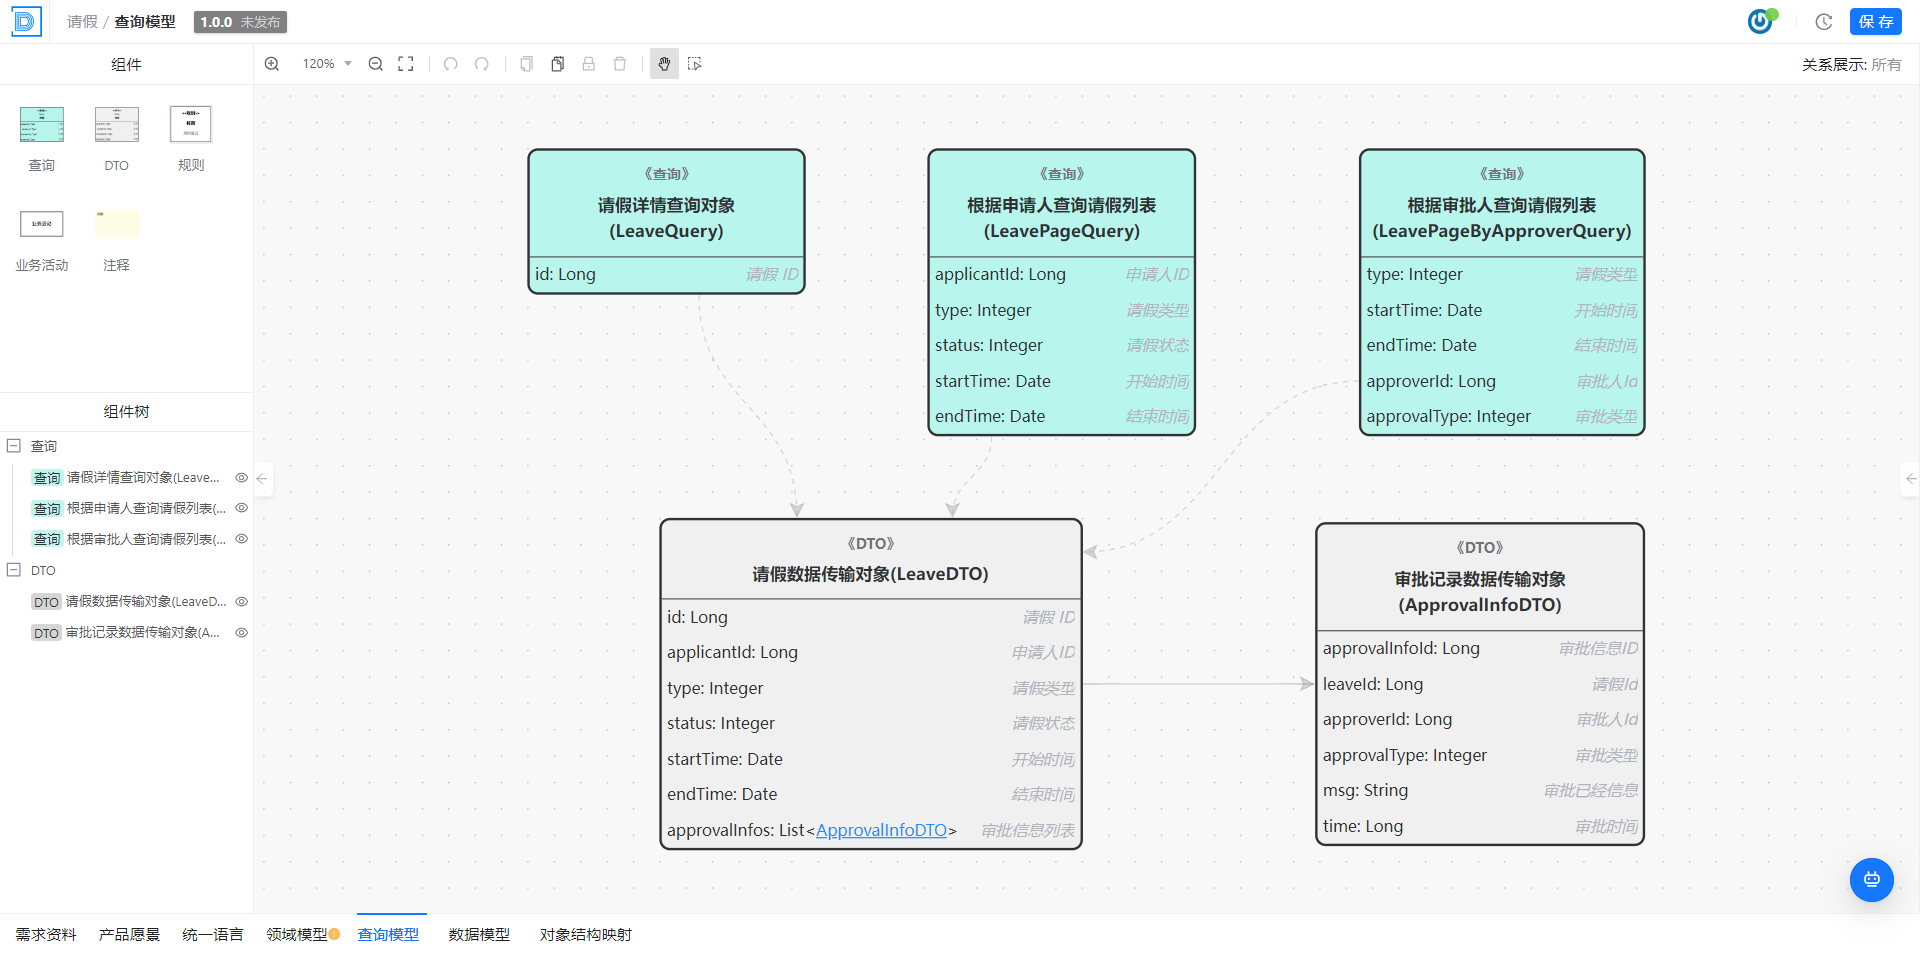 请假 / 查询模型 1.0.0 未发布
保 存
组件
120%
关系展示: 所有
查询
DTO
规则
业务活动
注释
组件树
查询
查询 请假详情查询对象(Leave...
查询 根据申请人查询请假列表(...
查询 根据审批人查询请假列表(...
DTO
DTO 请假数据传输对象(LeaveD...
DTO 审批记录数据传输对象(A...
《查询》
请假详情查询对象
(LeaveQuery)
id: Long 请假 ID
《查询》
根据申请人查询请假列表
(LeavePageQuery)
applicantId: Long 申请人ID
type: Integer 请假类型
status: Integer 请假状态
startTime: Date 开始时间
endTime: Date 结束时间
《查询》
根据审批人查询请假列表
(LeavePageByApproverQuery)
type: Integer 请假类型
startTime: Date 开始时间
endTime: Date 结束时间
approverId: Long 审批人Id
approvalType: Integer 审批类型
《DTO》
请假数据传输对象(LeaveDTO)
id: Long 请假 ID
applicantId: Long 申请人ID
type: Integer 请假类型
status: Integer 请假状态
startTime: Date 开始时间
endTime: Date 结束时间
approvalInfos: List<ApprovalInfoDTO> 审批信息列表
《DTO》
审批记录数据传输对象
(ApprovalInfoDTO)
approvalInfoId: Long 审批信息ID
leaveId: Long 请假Id
approverId: Long 审批人Id
approvalType: Integer 审批类型
msg: String 审批已经信息
time: Long 审批时间
需求资料 产品愿景 统一语言 领域模型 查询模型 数据模型 对象结构映射